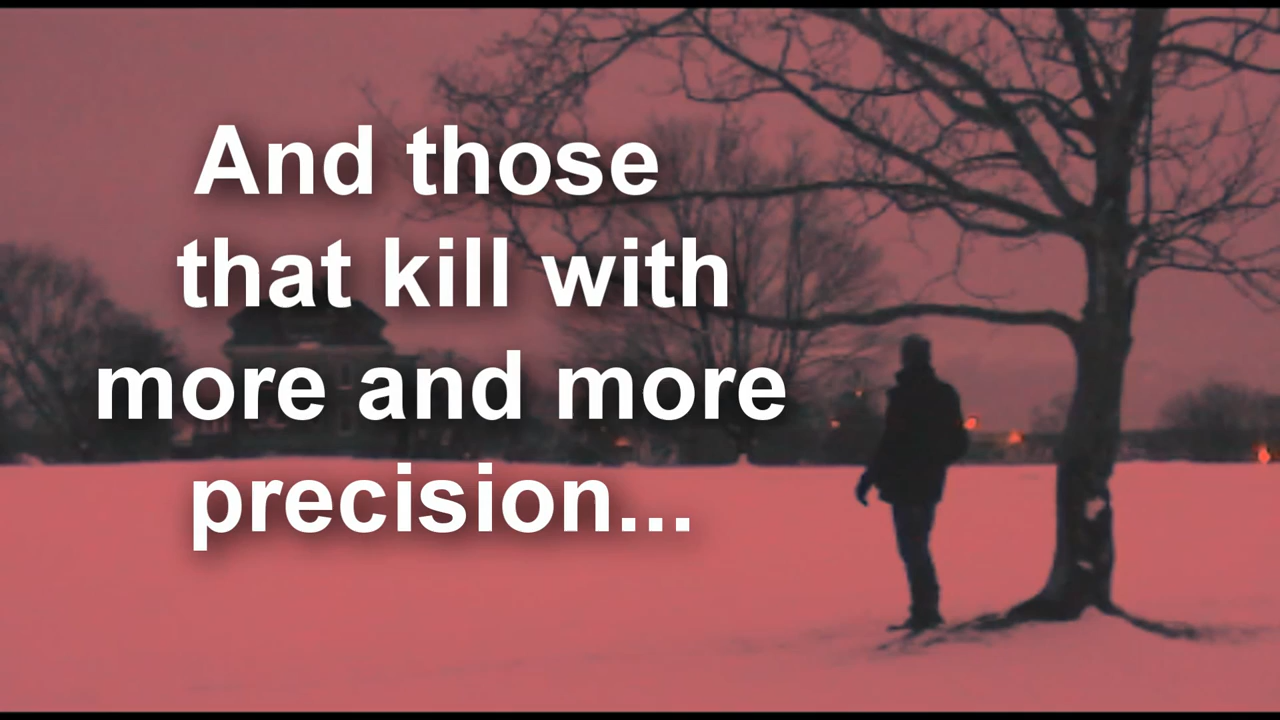 And those
that kill with
more and more
precision...